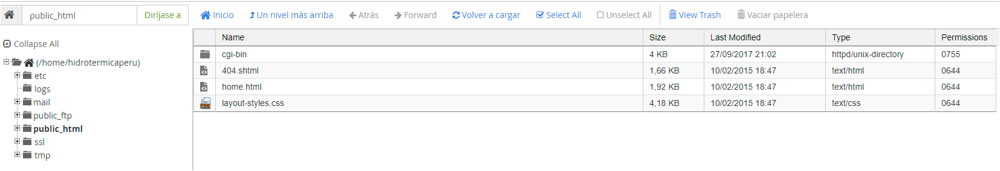 public_html Diríjase a
Inicio Un nivel más arriba Atrás Forward Volver a cargar Select All Unselect All View Trash Vaciar papelera
Collapse All
(/home/hidrotermicaperu)
etc
logs
mail
public_ftp
public_html
ssl
tmp
Name Size Last Modified Type Permissions
cgi-bin 4 KB 27/09/2017 21:02 httpd/unix-directory 0755
404.shtml 1,66 KB 10/02/2015 18:47 text/html 0644
home.html 1,92 KB 10/02/2015 18:47 text/html 0644
CSS layout-styles.css 4,18 KB 10/02/2015 18:47 text/css 0644